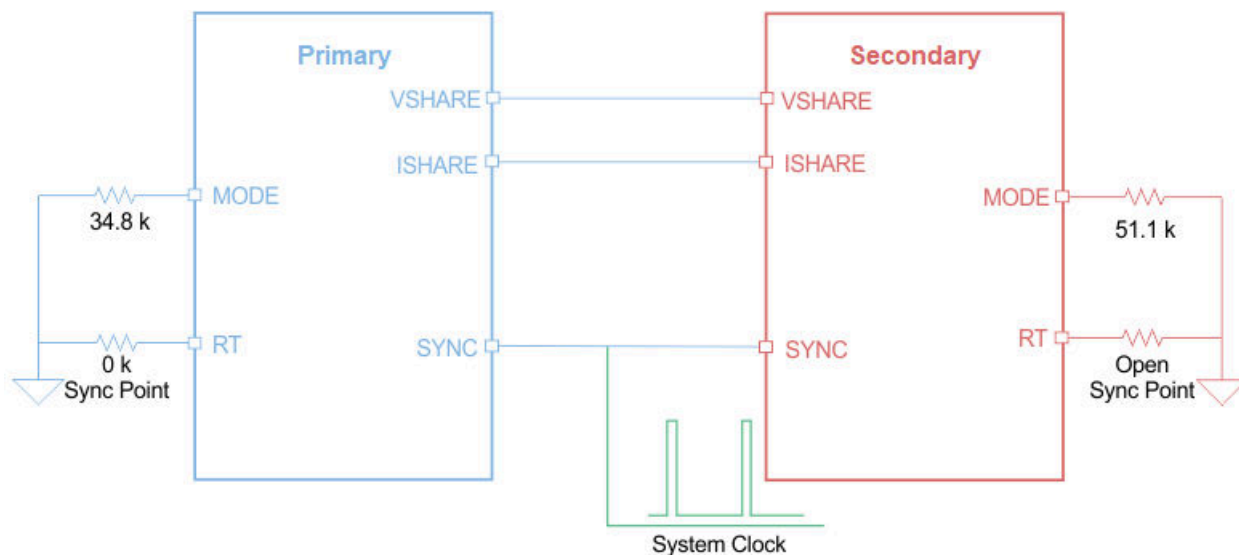 Primary
Secondary
VSHARE
VSHARE
ISHARE
ISHARE
MODE
34.8 k
MODE
51.1 k
RT
0 k
Sync Point
SYNC
SYNC
RT
Open
Sync Point
System Clock